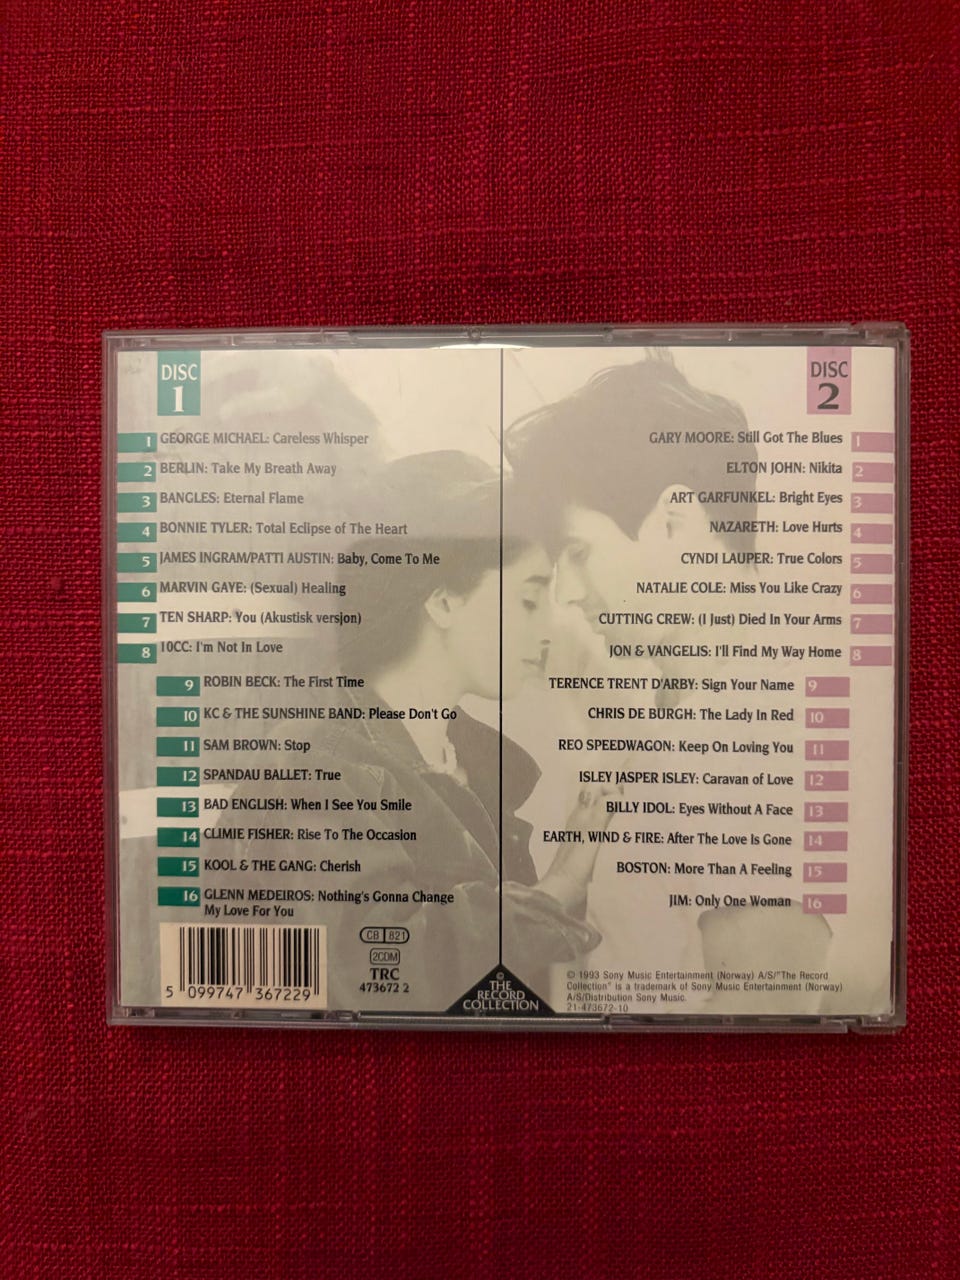 DISC
1
1 GEORGE MICHAEL: Careless Whisper
2 BERLIN: Take My Breath Away
3 BANGLES: Eternal Flame
4 BONNIE TYLER: Total Eclipse of The Heart
5 JAMES INGRAM/PATTI AUSTIN: Baby, Come To Me
6 MARVIN GAYE: (Sexual) Healing
7 TEN SHARP: You (Akustisk versjon)
8 10CC: I'm Not In Love
9 ROBIN BECK: The First Time
10 KC & THE SUNSHINE BAND: Please Don't Go
11 SAM BROWN: Stop
12 SPANDAU BALLET: True
13 BAD ENGLISH: When I See You Smile
14 CLIMIE FISHER: Rise To The Occasion
15 KOOL & THE GANG: Cherish
16 GLENN MEDEIROS: Nothing's Gonna Change
My Love For You
DISC
2
GARY MOORE: Still Got The Blues 1
ELTON JOHN: Nikita 2
ART GARFUNKEL: Bright Eyes 3
NAZARETH: Love Hurts 4
CYNDI LAUPER: True Colors 5
NATALIE COLE: Miss You Like Crazy 6
CUTTING CREW: (I Just) Died In Your Arms 7
JON & VANGELIS: I'll Find My Way Home 8
TERENCE TRENT D'ARBY: Sign Your Name 9
CHRIS DE BURGH: The Lady In Red 10
REO SPEEDWAGON: Keep On Loving You 11
ISLEY JASPER ISLEY: Caravan of Love 12
BILLY IDOL: Eyes Without A Face 13
EARTH, WIND & FIRE: After The Love Is Gone 14
BOSTON: More Than A Feeling 15
JIM: Only One Woman 16
5 099747 367229
CB 821
2CDM
TRC
473672 2
©
THE
RECORD
COLLECTION
© 1993 Sony Music Entertainment (Norway) A/S/"The Record
Collection" is a trademark of Sony Music Entertainment (Norway)
A/S/Distribution Sony Music.
21-473672-10